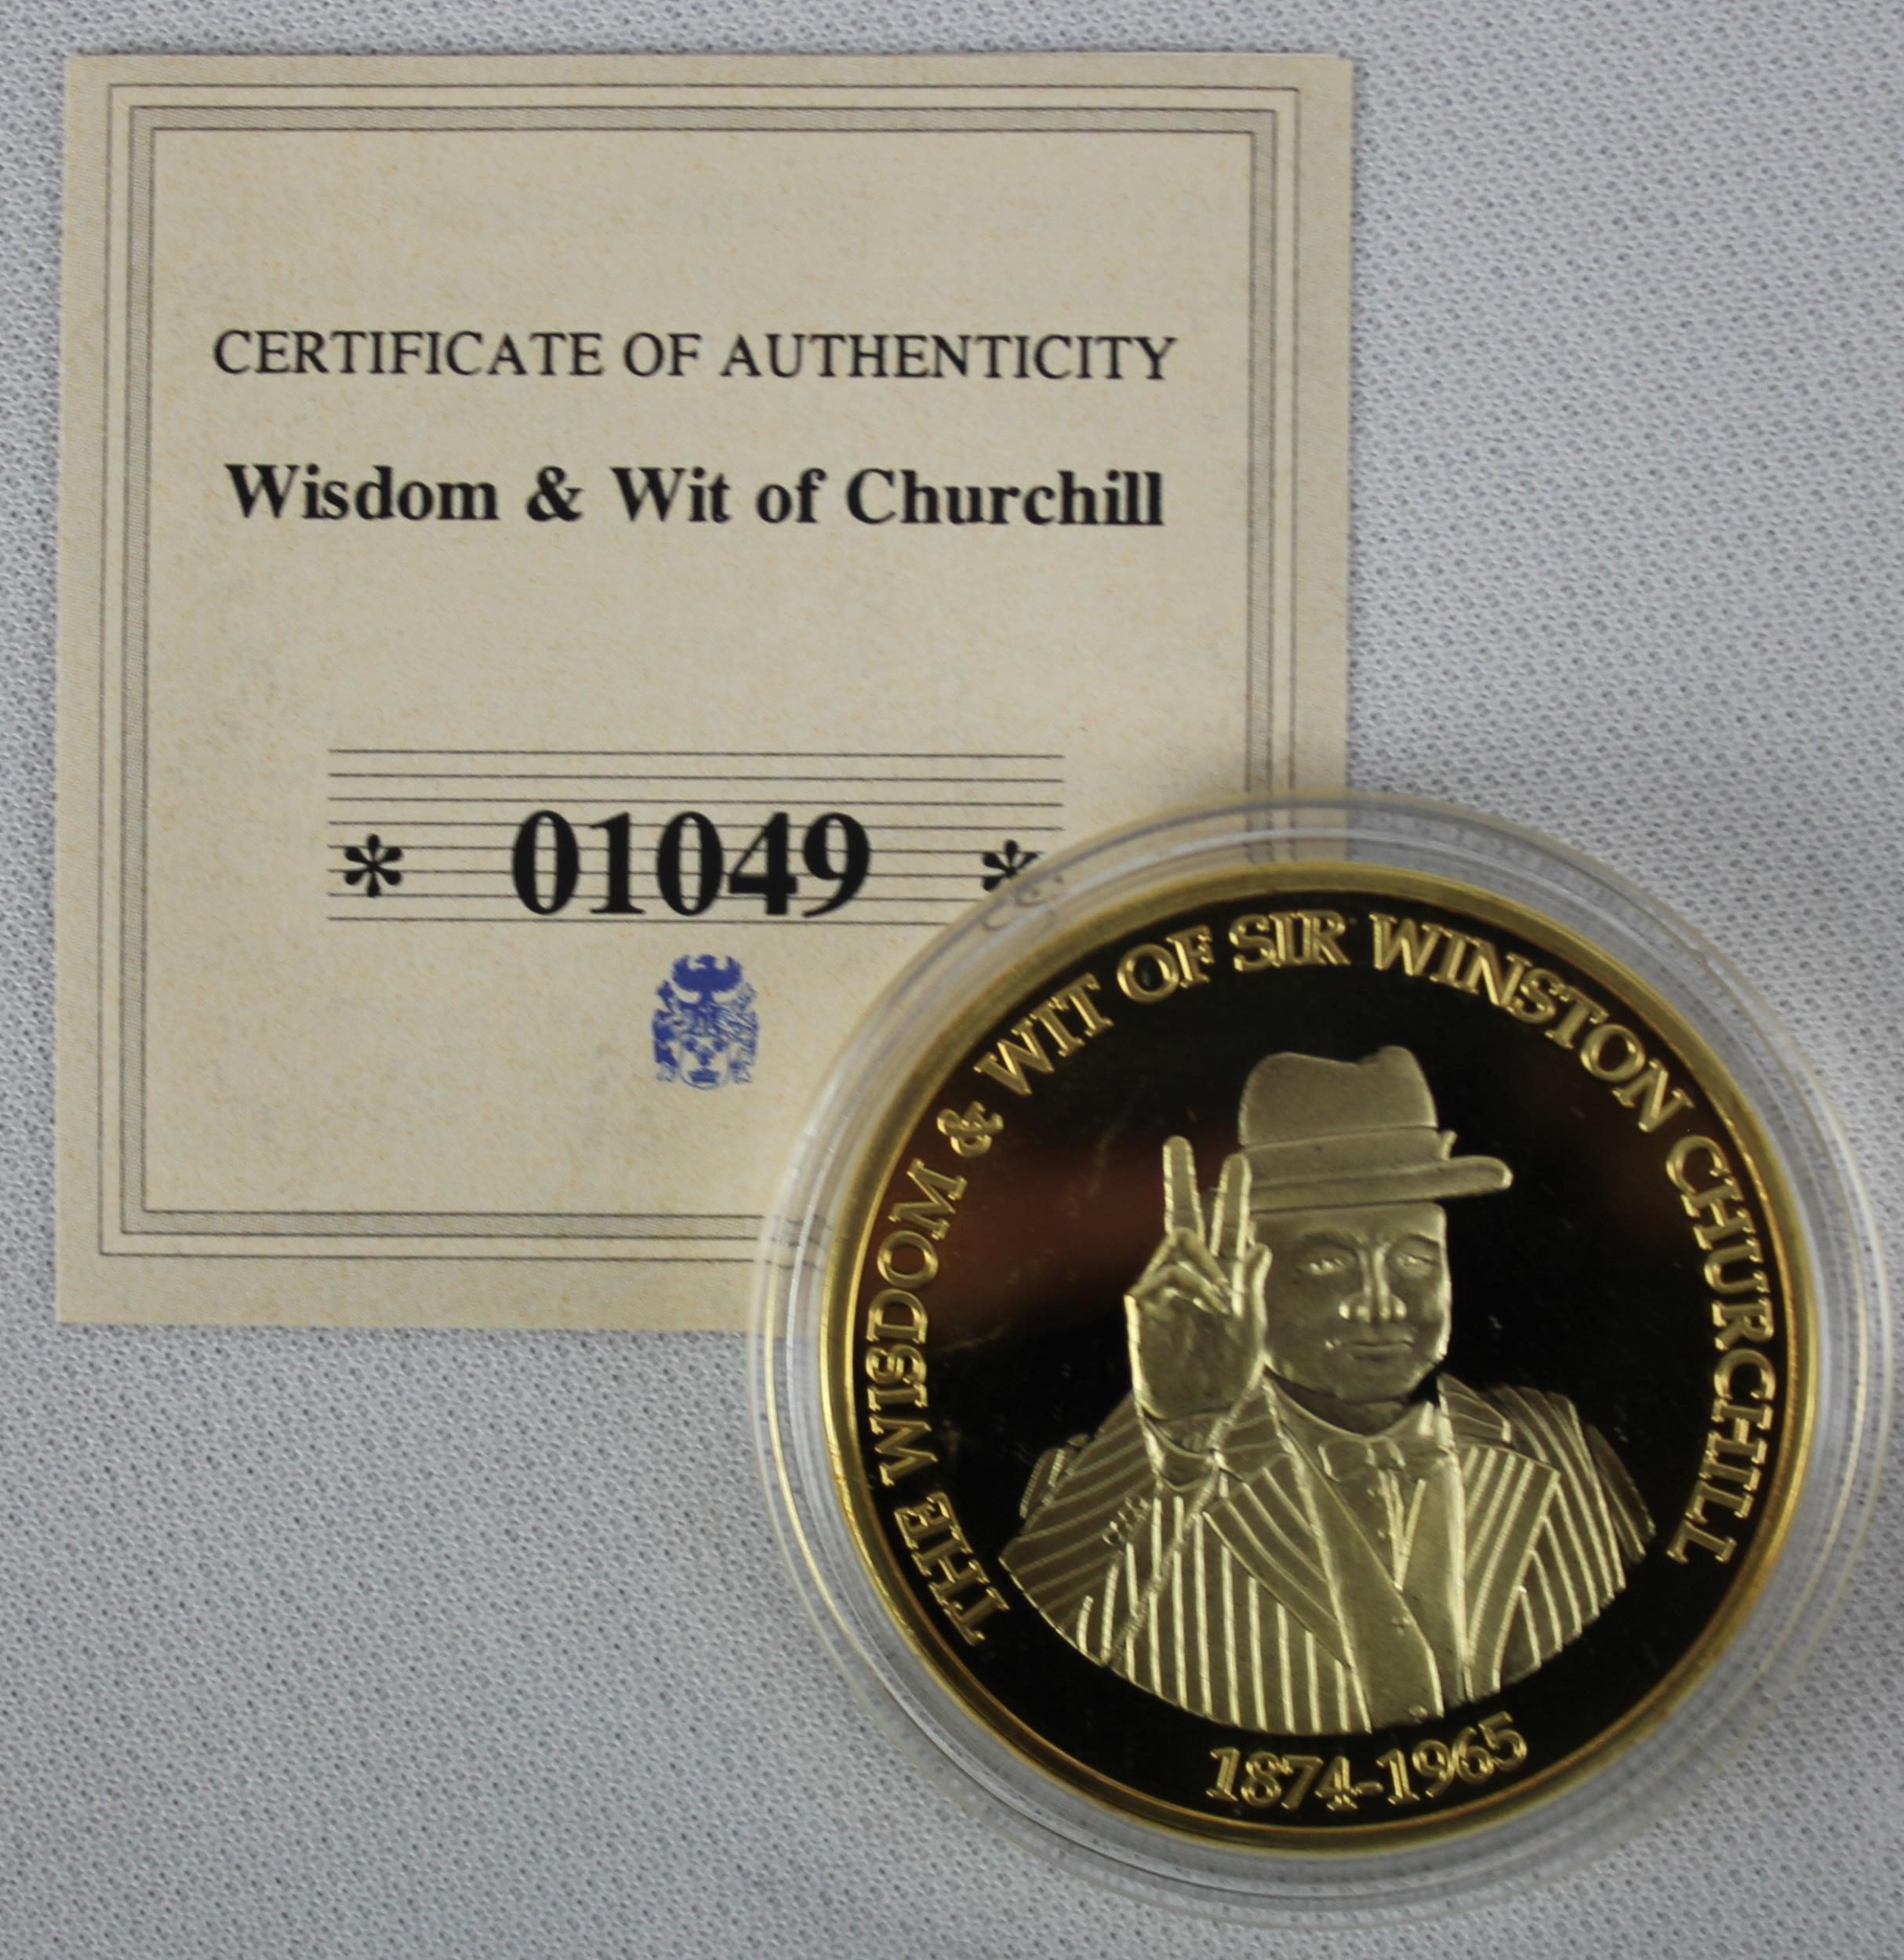 CERTIFICATE OF AUTHENTICITY
Wisdom & Wit of Churchill
* 01049 *
THE WISDOM & WIT OF SIR WINSTON CHURCHILL
1874-1965